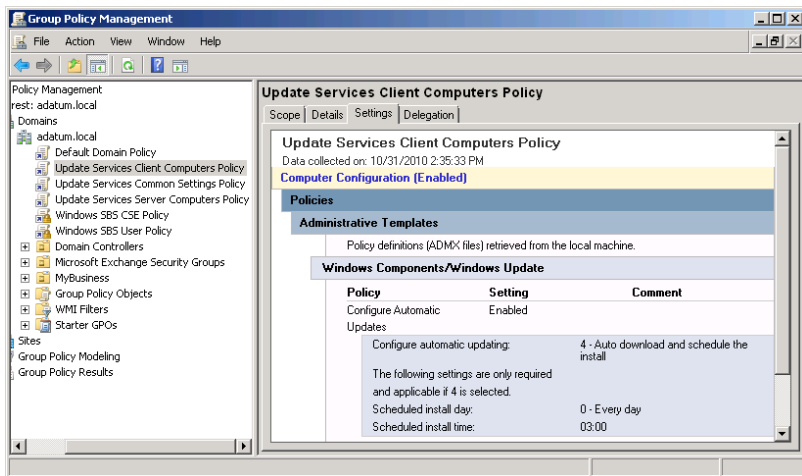 Group Policy Management
File Action View Window Help
Policy Management
rest: adatum.local
Domains
adatum.local
Default Domain Policy
Update Services Client Computers Policy
Update Services Common Settings Policy
Update Services Server Computers Policy
Windows SBS CSE Policy
Windows SBS User Policy
Domain Controllers
Microsoft Exchange Security Groups
MyBusiness
Group Policy Objects
WMI Filters
Starter GPOs
Sites
Group Policy Modeling
Group Policy Results
Update Services Client Computers Policy
Scope Details Settings Delegation
Update Services Client Computers Policy
Data collected on: 10/31/2010 2:35:33 PM
Computer Configuration (Enabled)
Policies
Administrative Templates
Policy definitions (ADMX files) retrieved from the local machine.
Windows Components/Windows Update
Policy Setting Comment
Configure Automatic Enabled
Updates
Configure automatic updating: 4 - Auto download and schedule the
install
The following settings are only required
and applicable if 4 is selected.
Scheduled install day: 0 - Every day
Scheduled install time: 03:00